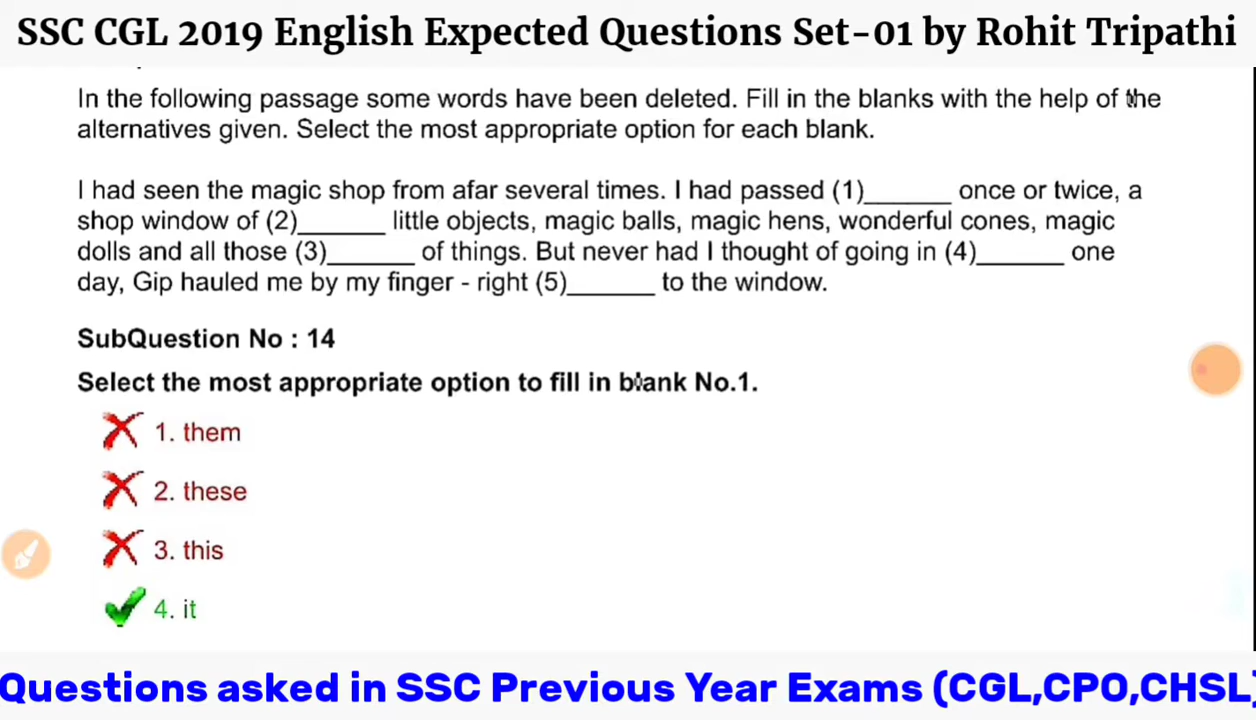 SSC CGL 2019 English Expected Questions Set-01 by Rohit Tripathi
In the following passage some words have been deleted. Fill in the blanks with the help of the
alternatives given. Select the most appropriate option for each blank.
I had seen the magic shop from afar several times. I had passed (1)______ once or twice, a
shop window of (2)______ little objects, magic balls, magic hens, wonderful cones, magic
dolls and all those (3)______ of things. But never had I thought of going in (4)______ one
day, Gip hauled me by my finger - right (5)______ to the window.
SubQuestion No : 14
Select the most appropriate option to fill in blank No.1.
1. them
2. these
3. this
4. it
Questions asked in SSC Previous Year Exams (CGL,CPO,CHSL)